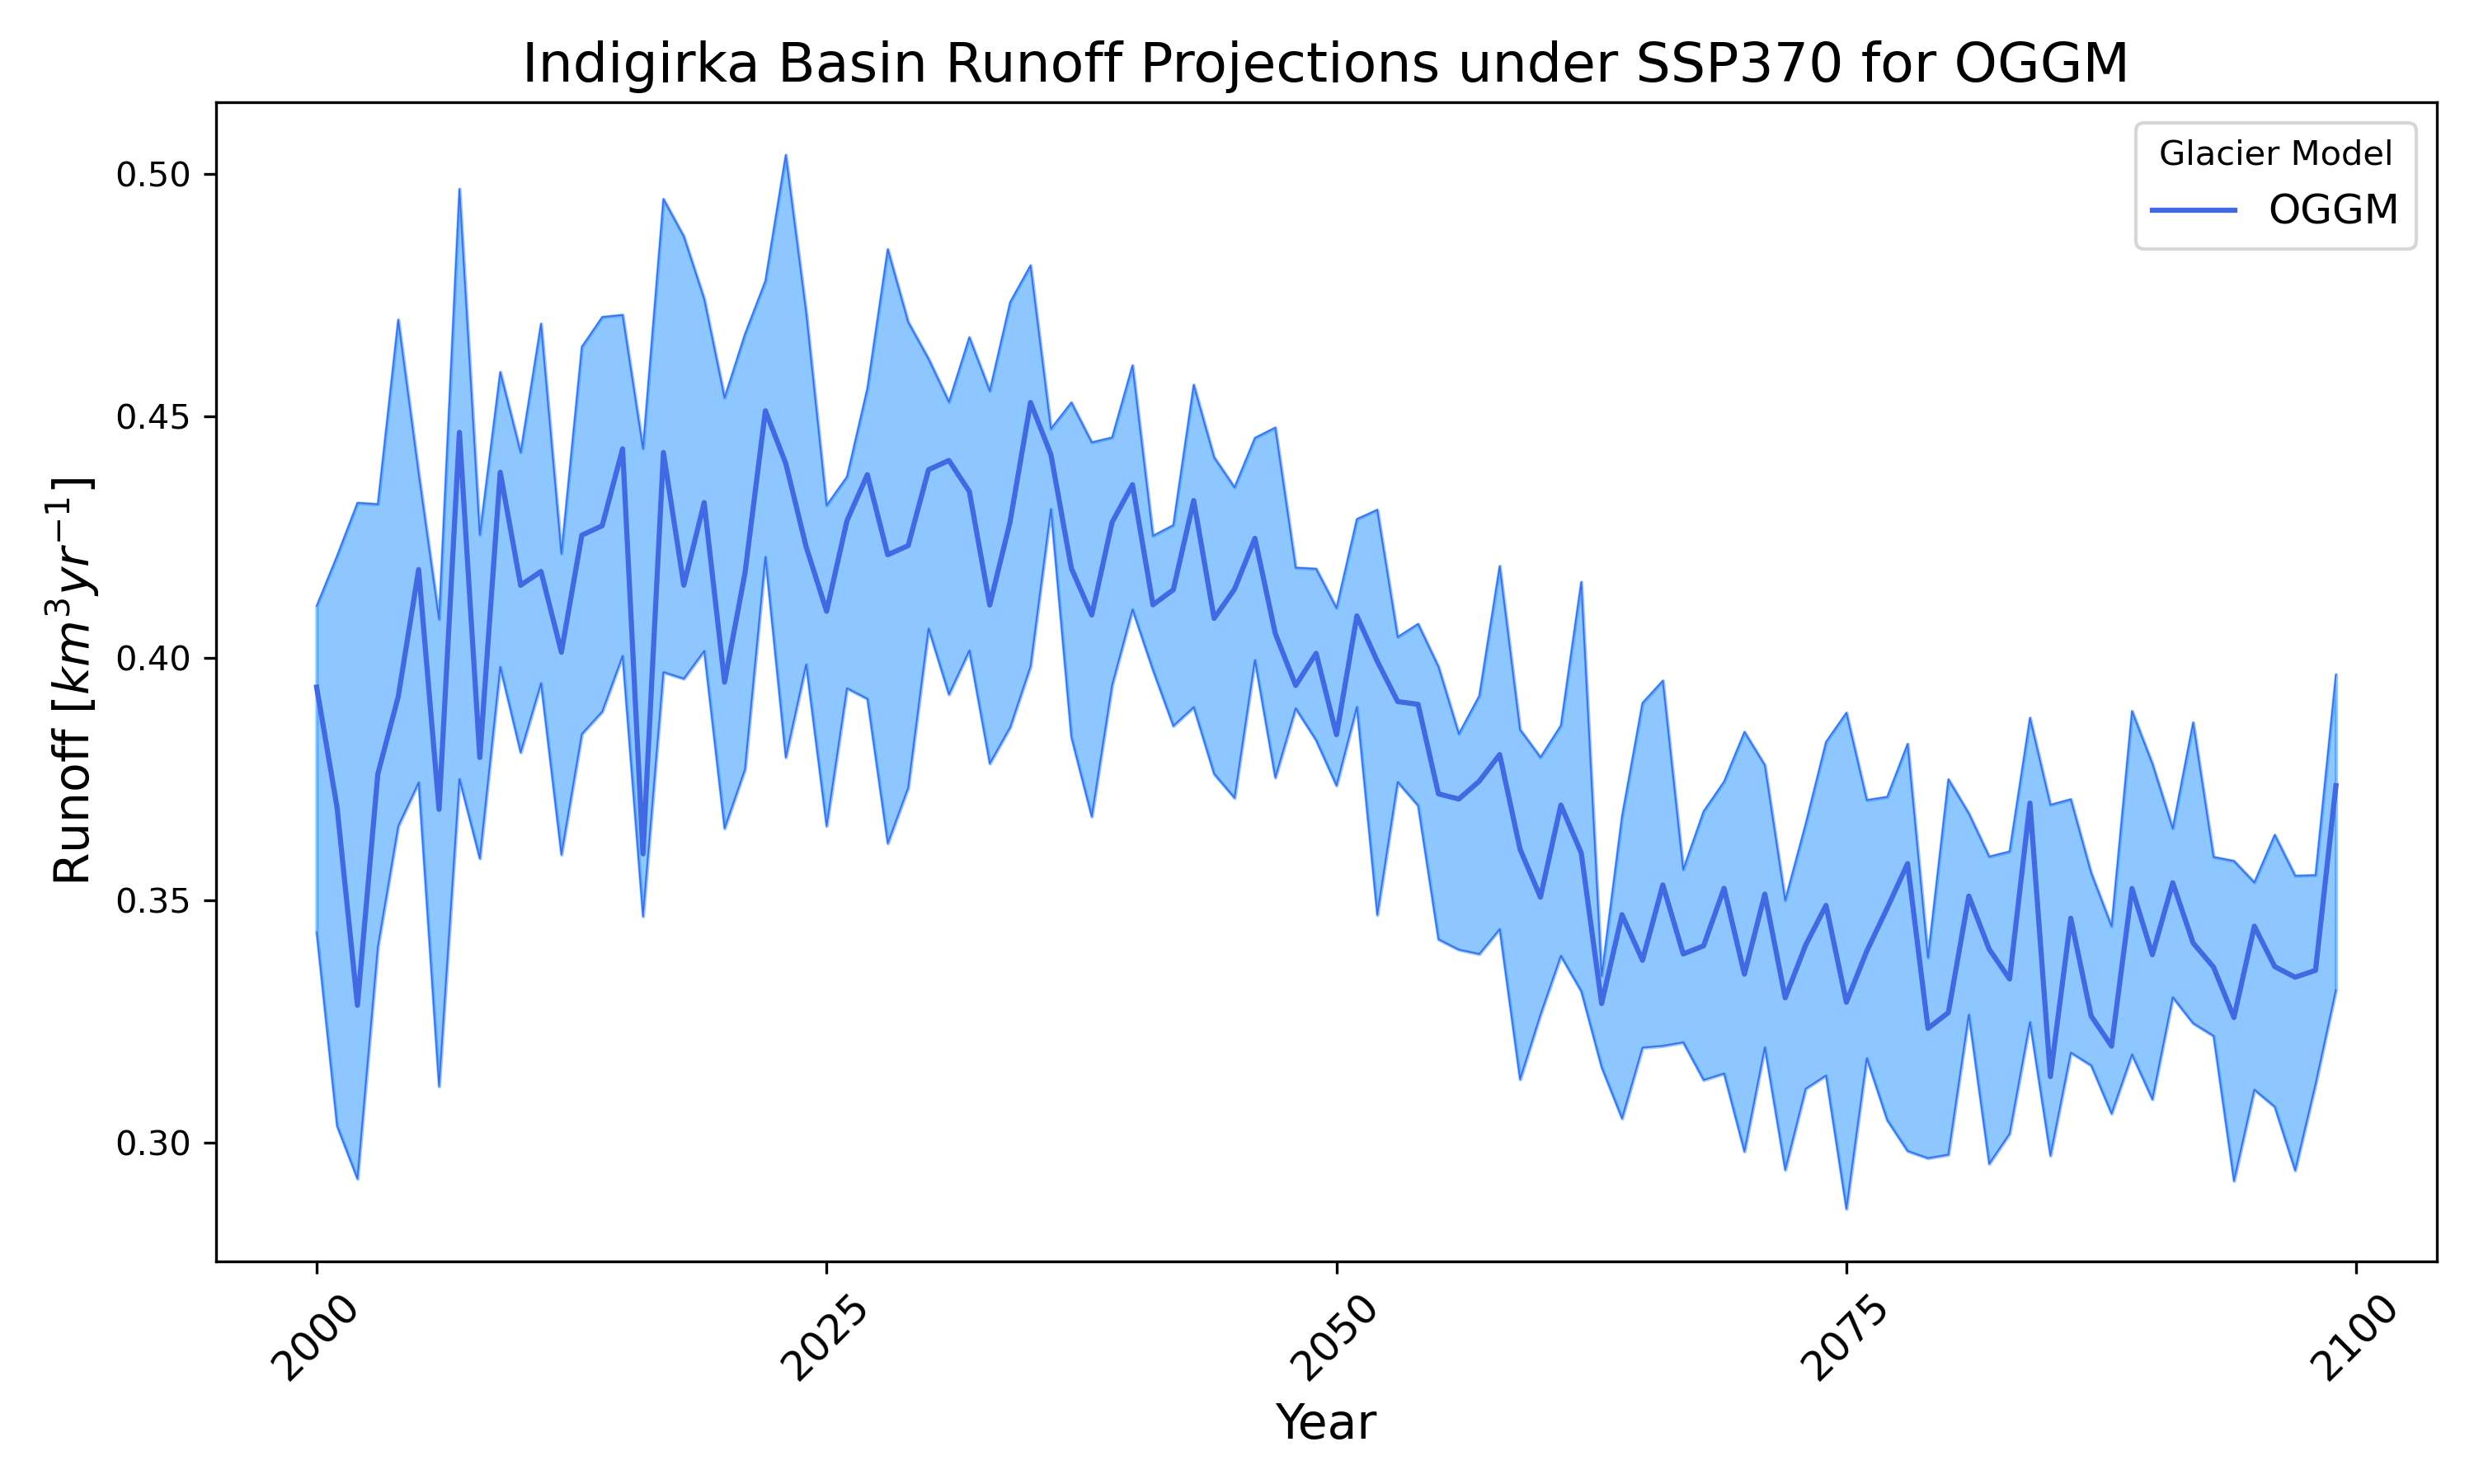 Indigirka Basin Runoff Projections under SSP370 for OGGM
Glacier Model
OGGM
Runoff [km³yr⁻¹]
0.50
0.45
0.40
0.35
0.30
2000
2025
2050
2075
2100
Year